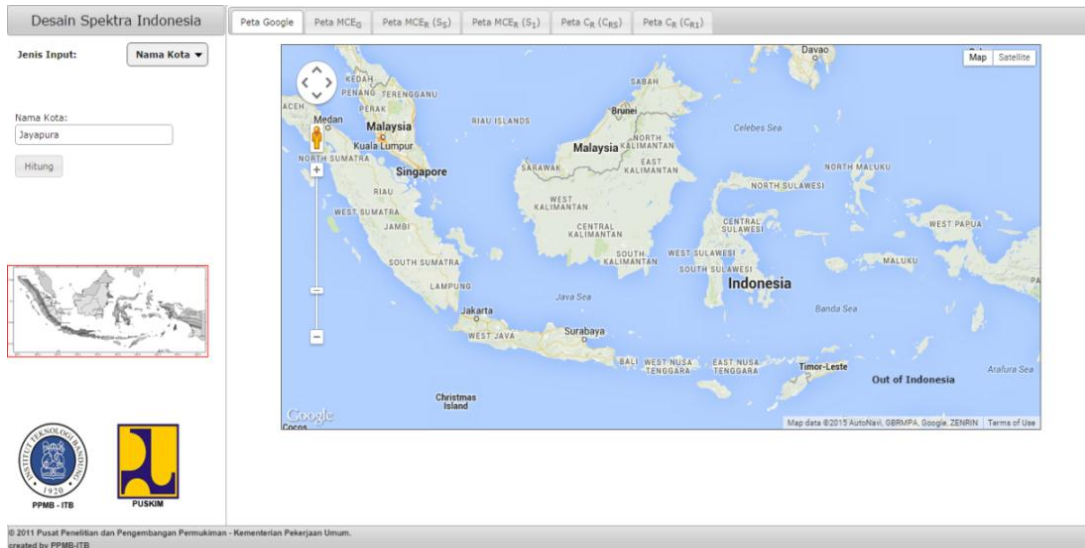 Desain Spektra Indonesia
Jenis Input:
Nama Kota
Nama Kota:
Jayapura
Hitung
INSTITUT TEKNOLOGI BANDUNG
1920
PPMB - ITB
PUSKIM
Peta Google
Peta MCEG
Peta MCER (SS)
Peta MCER (S1)
Peta CR (CRS)
Peta CR (CR1)
Map
Satellite
Davao
KEDAH
PENANG
TERENGGANU
SABAH
ACEH
PERAK
Medan
Malaysia
RIAU ISLANDS
Brunei
Celebes Sea
Kuala Lumpur
Malaysia
NORTH
KALIMANTAN
NORTH SUMATRA
SARAWAK
EAST
KALIMANTAN
NORTH MALUKU
Singapore
RIAU
NORTH SULAWESI
WEST
KALIMANTAN
WEST SUMATRA
JAMBI
CENTRAL
KALIMANTAN
CENTRAL
SULAWESI
WEST PAPUA
SOUTH SUMATRA
SOUTH
KALIMANTAN
WEST SULAWESI
SOUTH SULAWESI
MALUKU
PA
LAMPUNG
Indonesia
Java Sea
Banda Sea
Jakarta
WEST JAVA
Surabaya
BALI
WEST NUSA
TENGGARA
EAST NUSA
TENGGARA
Timor-Leste
Out of Indonesia
Arafura Sea
Christmas
Island
Google
Cocos
Map data ©2015 AutoNavi, GBRMPA, Google, ZENRIN
Terms of Use
© 2011 Pusat Penelitian dan Pengembangan Permukiman - Kementerian Pekerjaan Umum.
created by PPMB-ITB